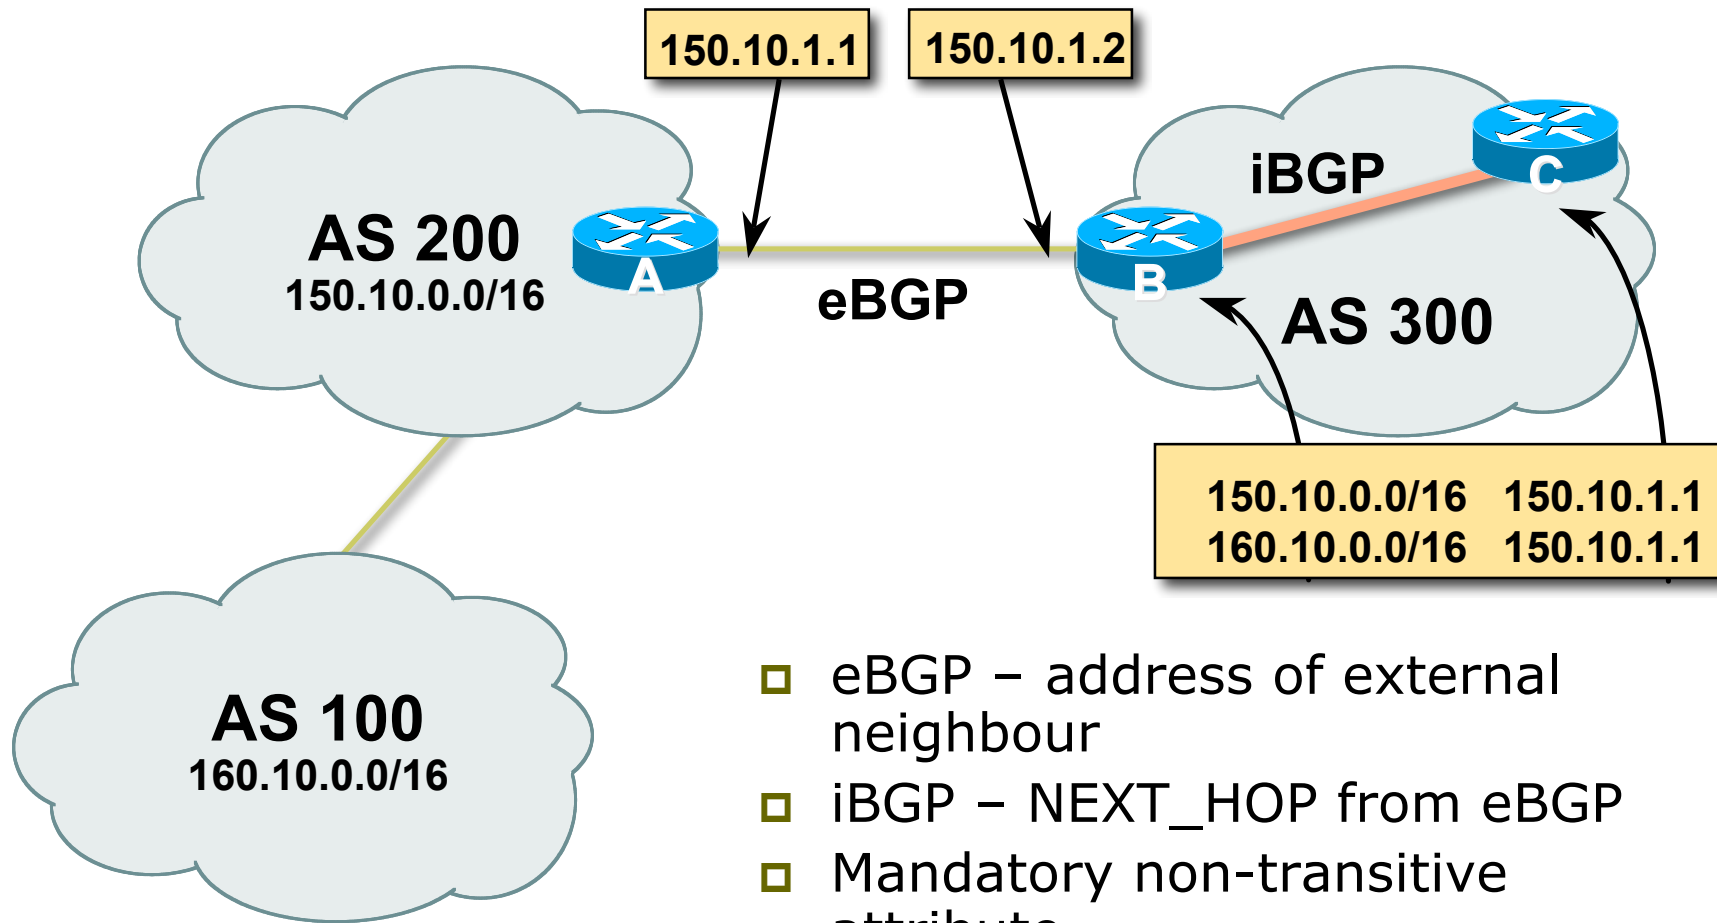 150.10.1.1
150.10.1.2
iBGP
C
AS 200
150.10.0.0/16
A
B
eBGP
AS 300
150.10.0.0/16 150.10.1.1
160.10.0.0/16 150.10.1.1
AS 100
160.10.0.0/16
eBGP – address of external
neighbour
iBGP – NEXT_HOP from eBGP
Mandatory non-transitive
attribute